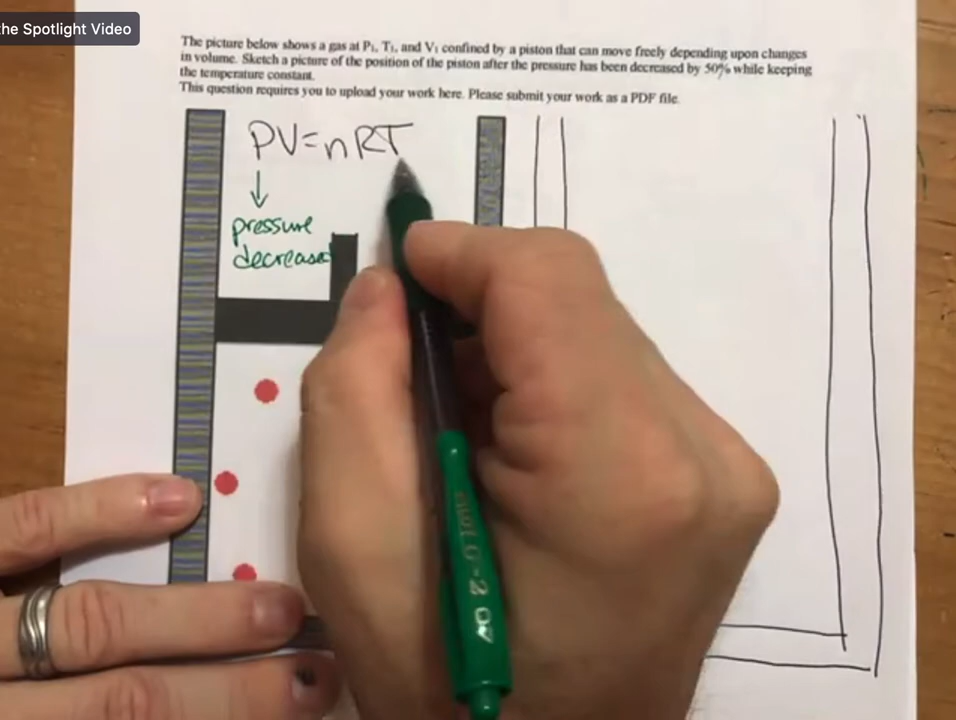 the Spotlight Video
The picture below shows a gas at P₁, T₁, and V₁ confined by a piston that can move freely depending upon changes
in volume. Sketch a picture of the position of the piston after the pressure has been decreased by 50% while keeping
the temperature constant.
This question requires you to upload your work here. Please submit your work as a PDF file.
PV=nRT
pressure
decrease